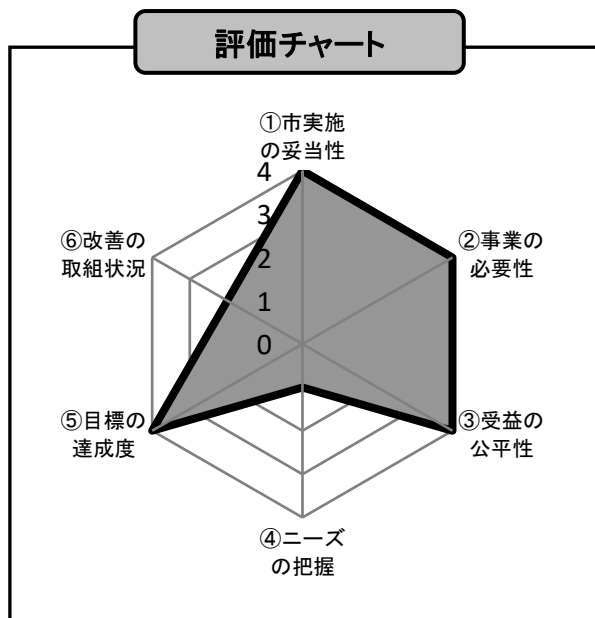 評価チャート
①市実施
の妥当性
4
3
2
1
0
②事業の
必要性
③受益の
公平性
④ニーズ
の把握
⑤目標の
達成度
⑥改善の
取組状況